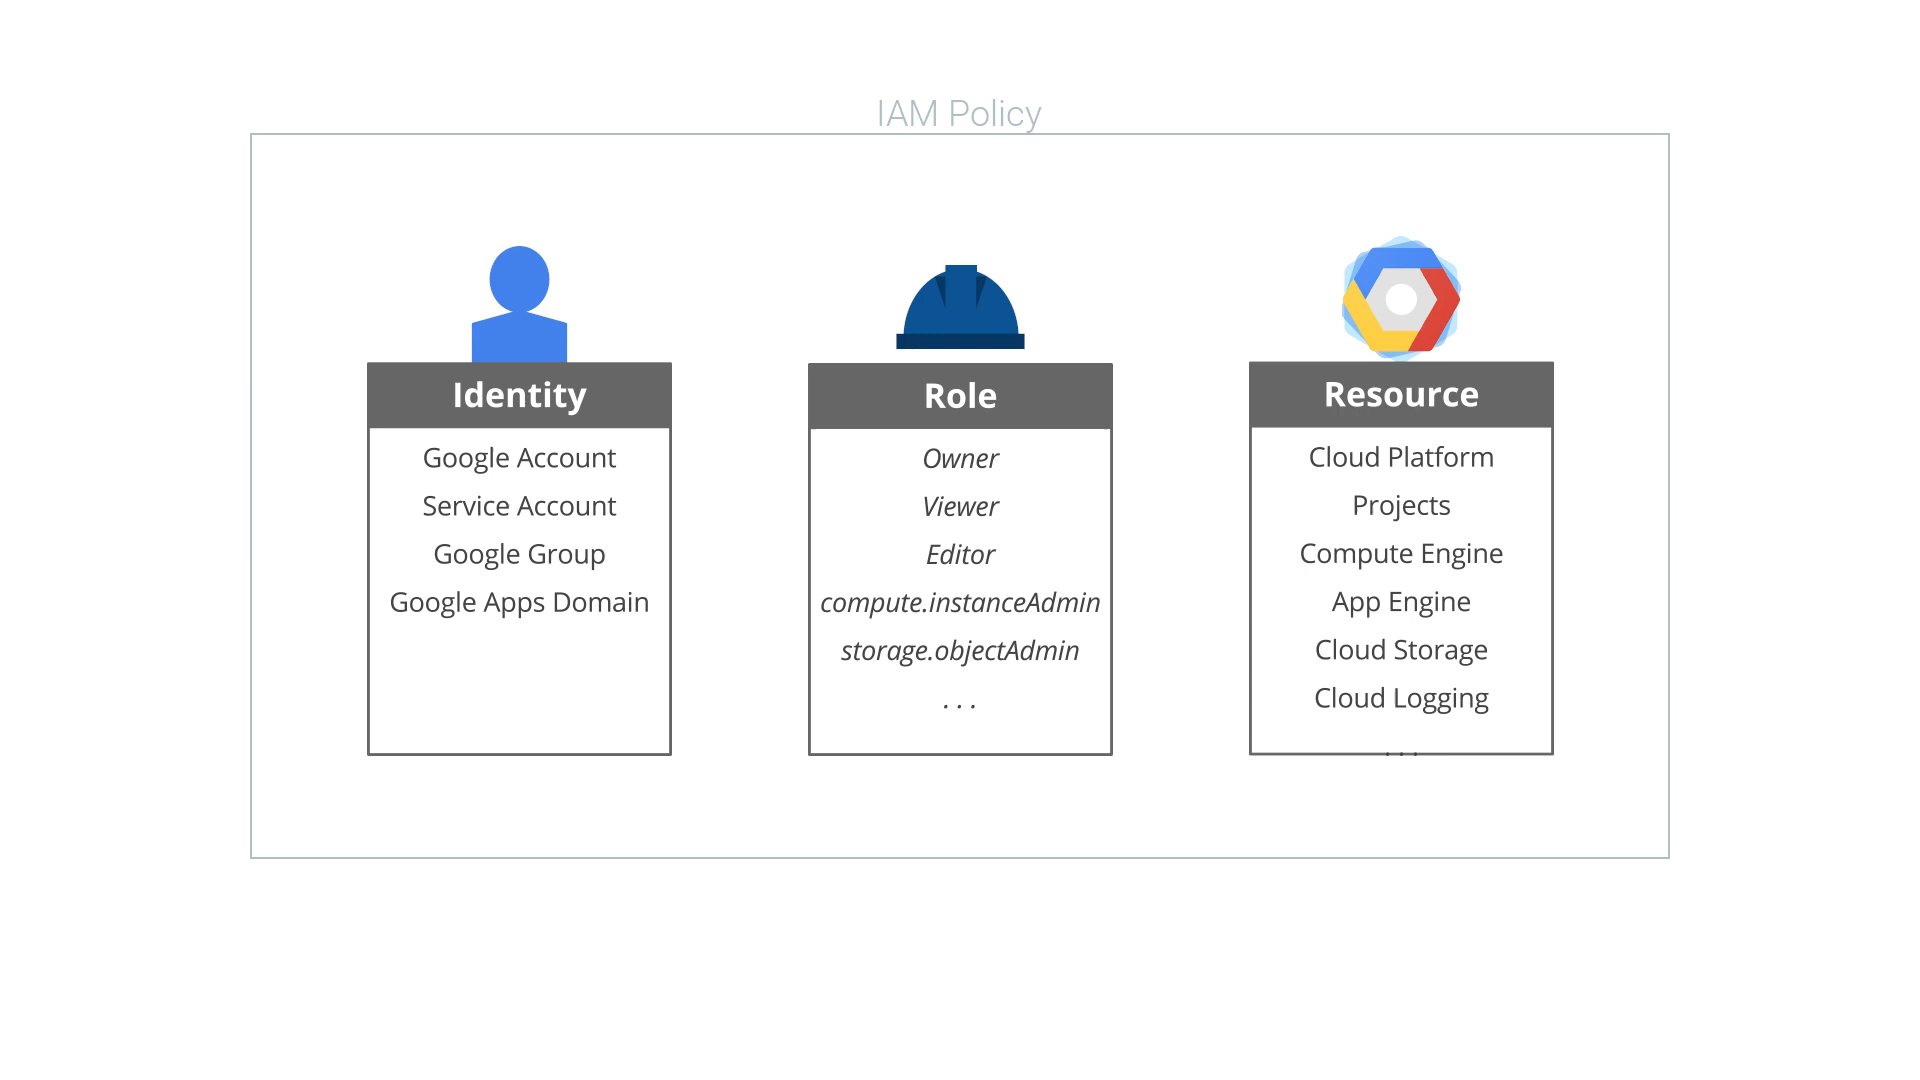 IAM Policy
Identity
Google Account
Service Account
Google Group
Google Apps Domain
Role
Owner
Viewer
Editor
compute.instanceAdmin
storage.objectAdmin
. . .
Resource
Cloud Platform
Projects
Compute Engine
App Engine
Cloud Storage
Cloud Logging
. . .